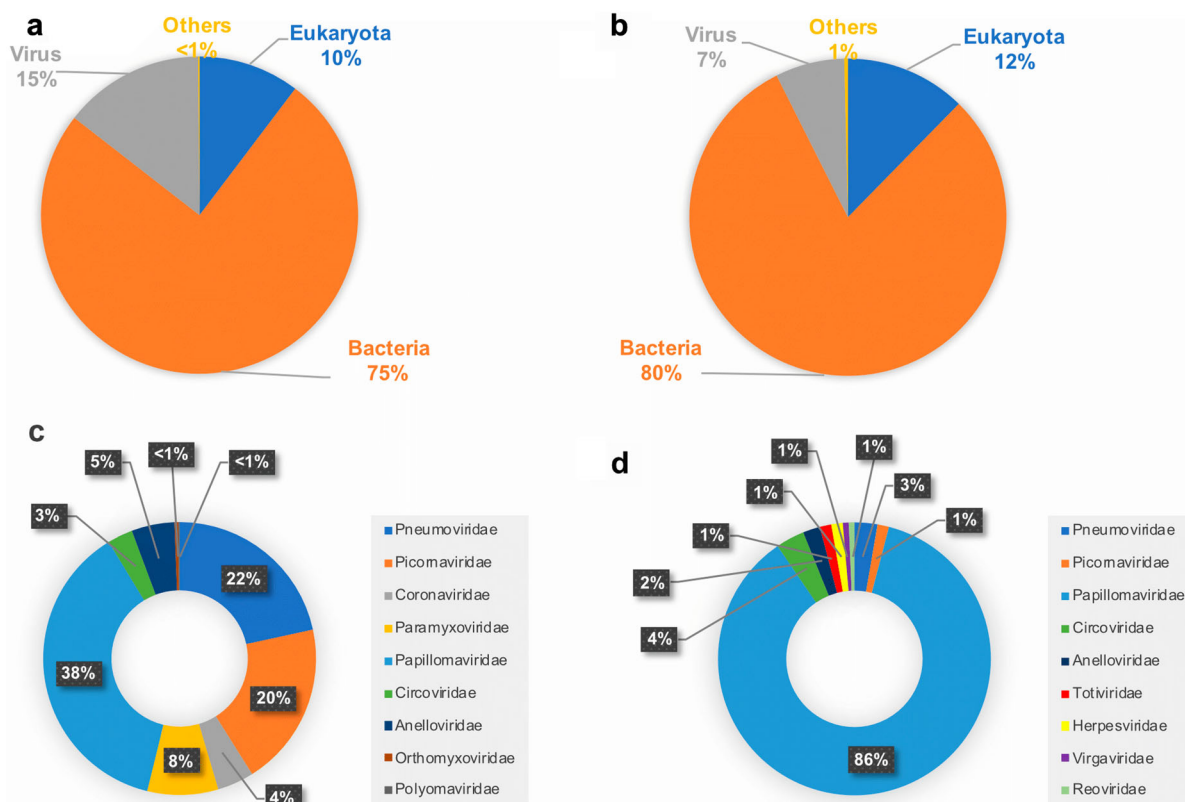 a
Others
<1%
Virus
15%
Eukaryota
10%
Bacteria
75%
b
Others
1%
Virus
7%
Eukaryota
12%
Bacteria
80%
c
5%
<1%
<1%
3%
22%
38%
20%
8%
4%
Pneumoviridae
Picornaviridae
Coronaviridae
Paramyxoviridae
Papillomaviridae
Circoviridae
Anelloviridae
Orthomyxoviridae
Polyomaviridae
d
1%
1%
1%
3%
1%
1%
2%
4%
86%
Pneumoviridae
Picornaviridae
Papillomaviridae
Circoviridae
Anelloviridae
Totiviridae
Herpesviridae
Virgaviridae
Reoviridae